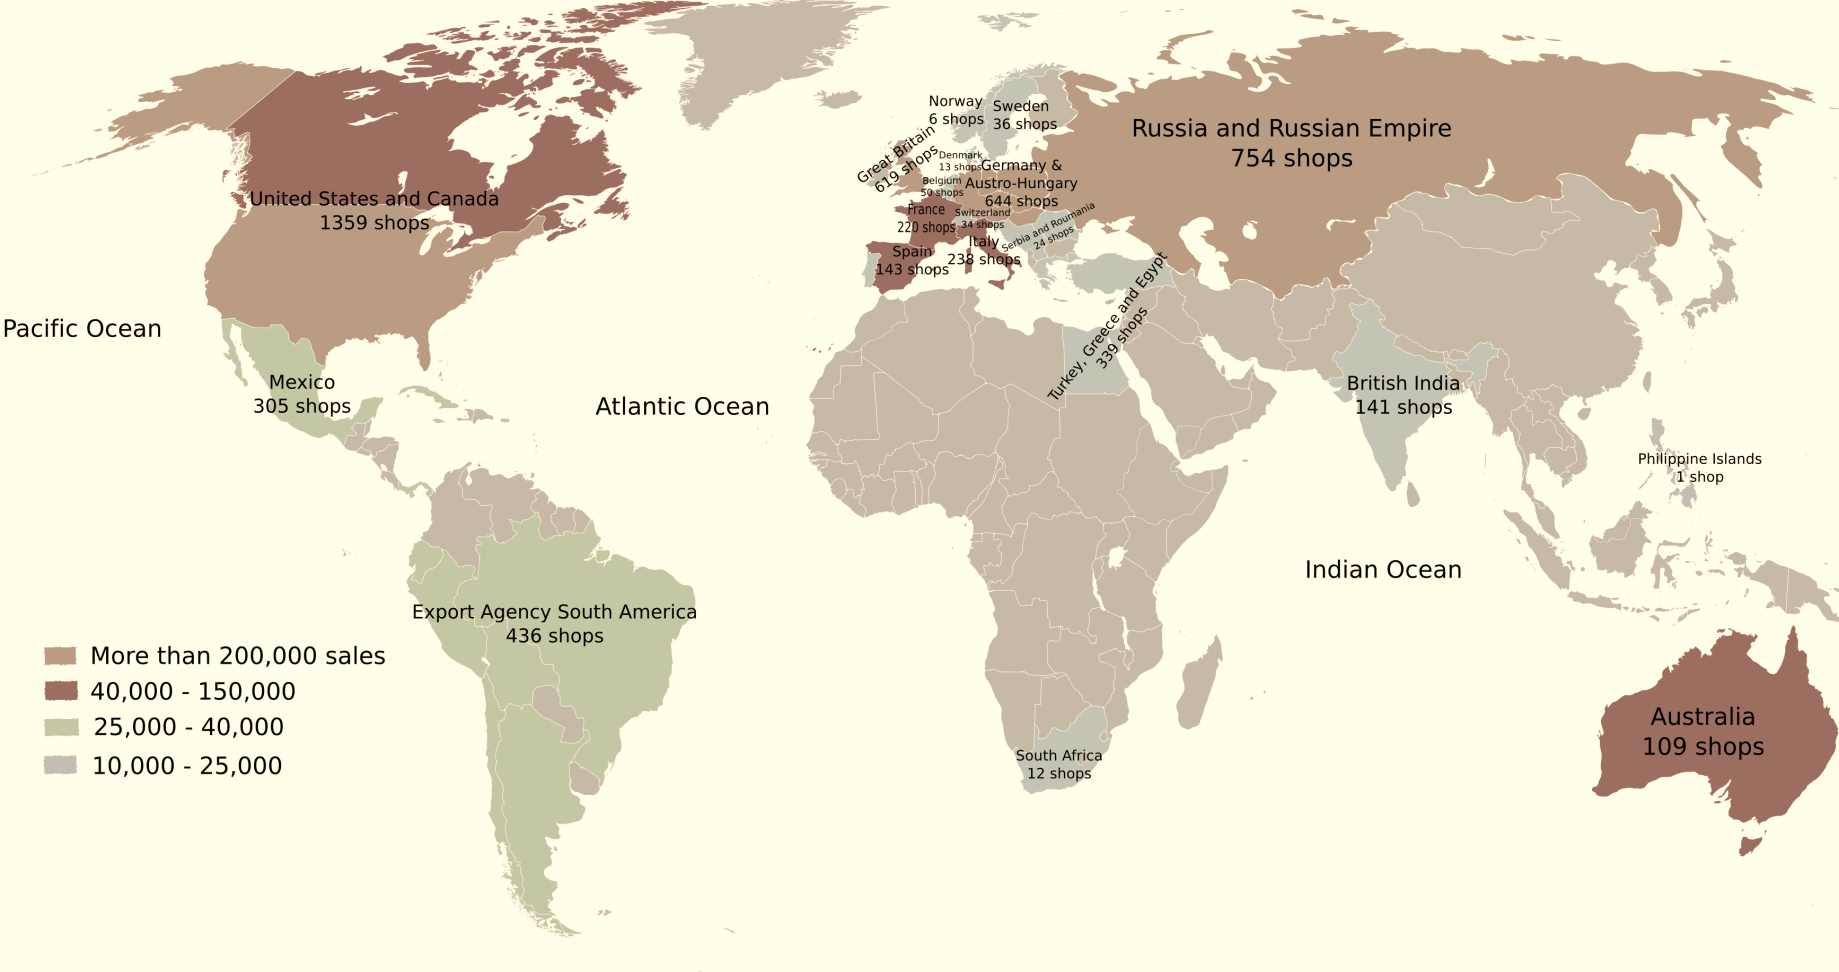 Norway
6 shops
Sweden
36 shops
Great Britain
619 shops
Denmark
13 shops
Germany &
Austro-Hungary
644 shops
Belgium
50 shops
France
220 shops
Switzerland
34 shops
Serbia and Roumania
24 shops
Italy
238 shops
Spain
143 shops
Russia and Russian Empire
754 shops
United States and Canada
1359 shops
Turkey, Greece and Egypt
339 shops
Pacific Ocean
Mexico
305 shops
Atlantic Ocean
British India
141 shops
Philippine Islands
1 shop
Indian Ocean
Export Agency South America
436 shops
More than 200,000 sales
40,000 - 150,000
25,000 - 40,000
10,000 - 25,000
South Africa
12 shops
Australia
109 shops